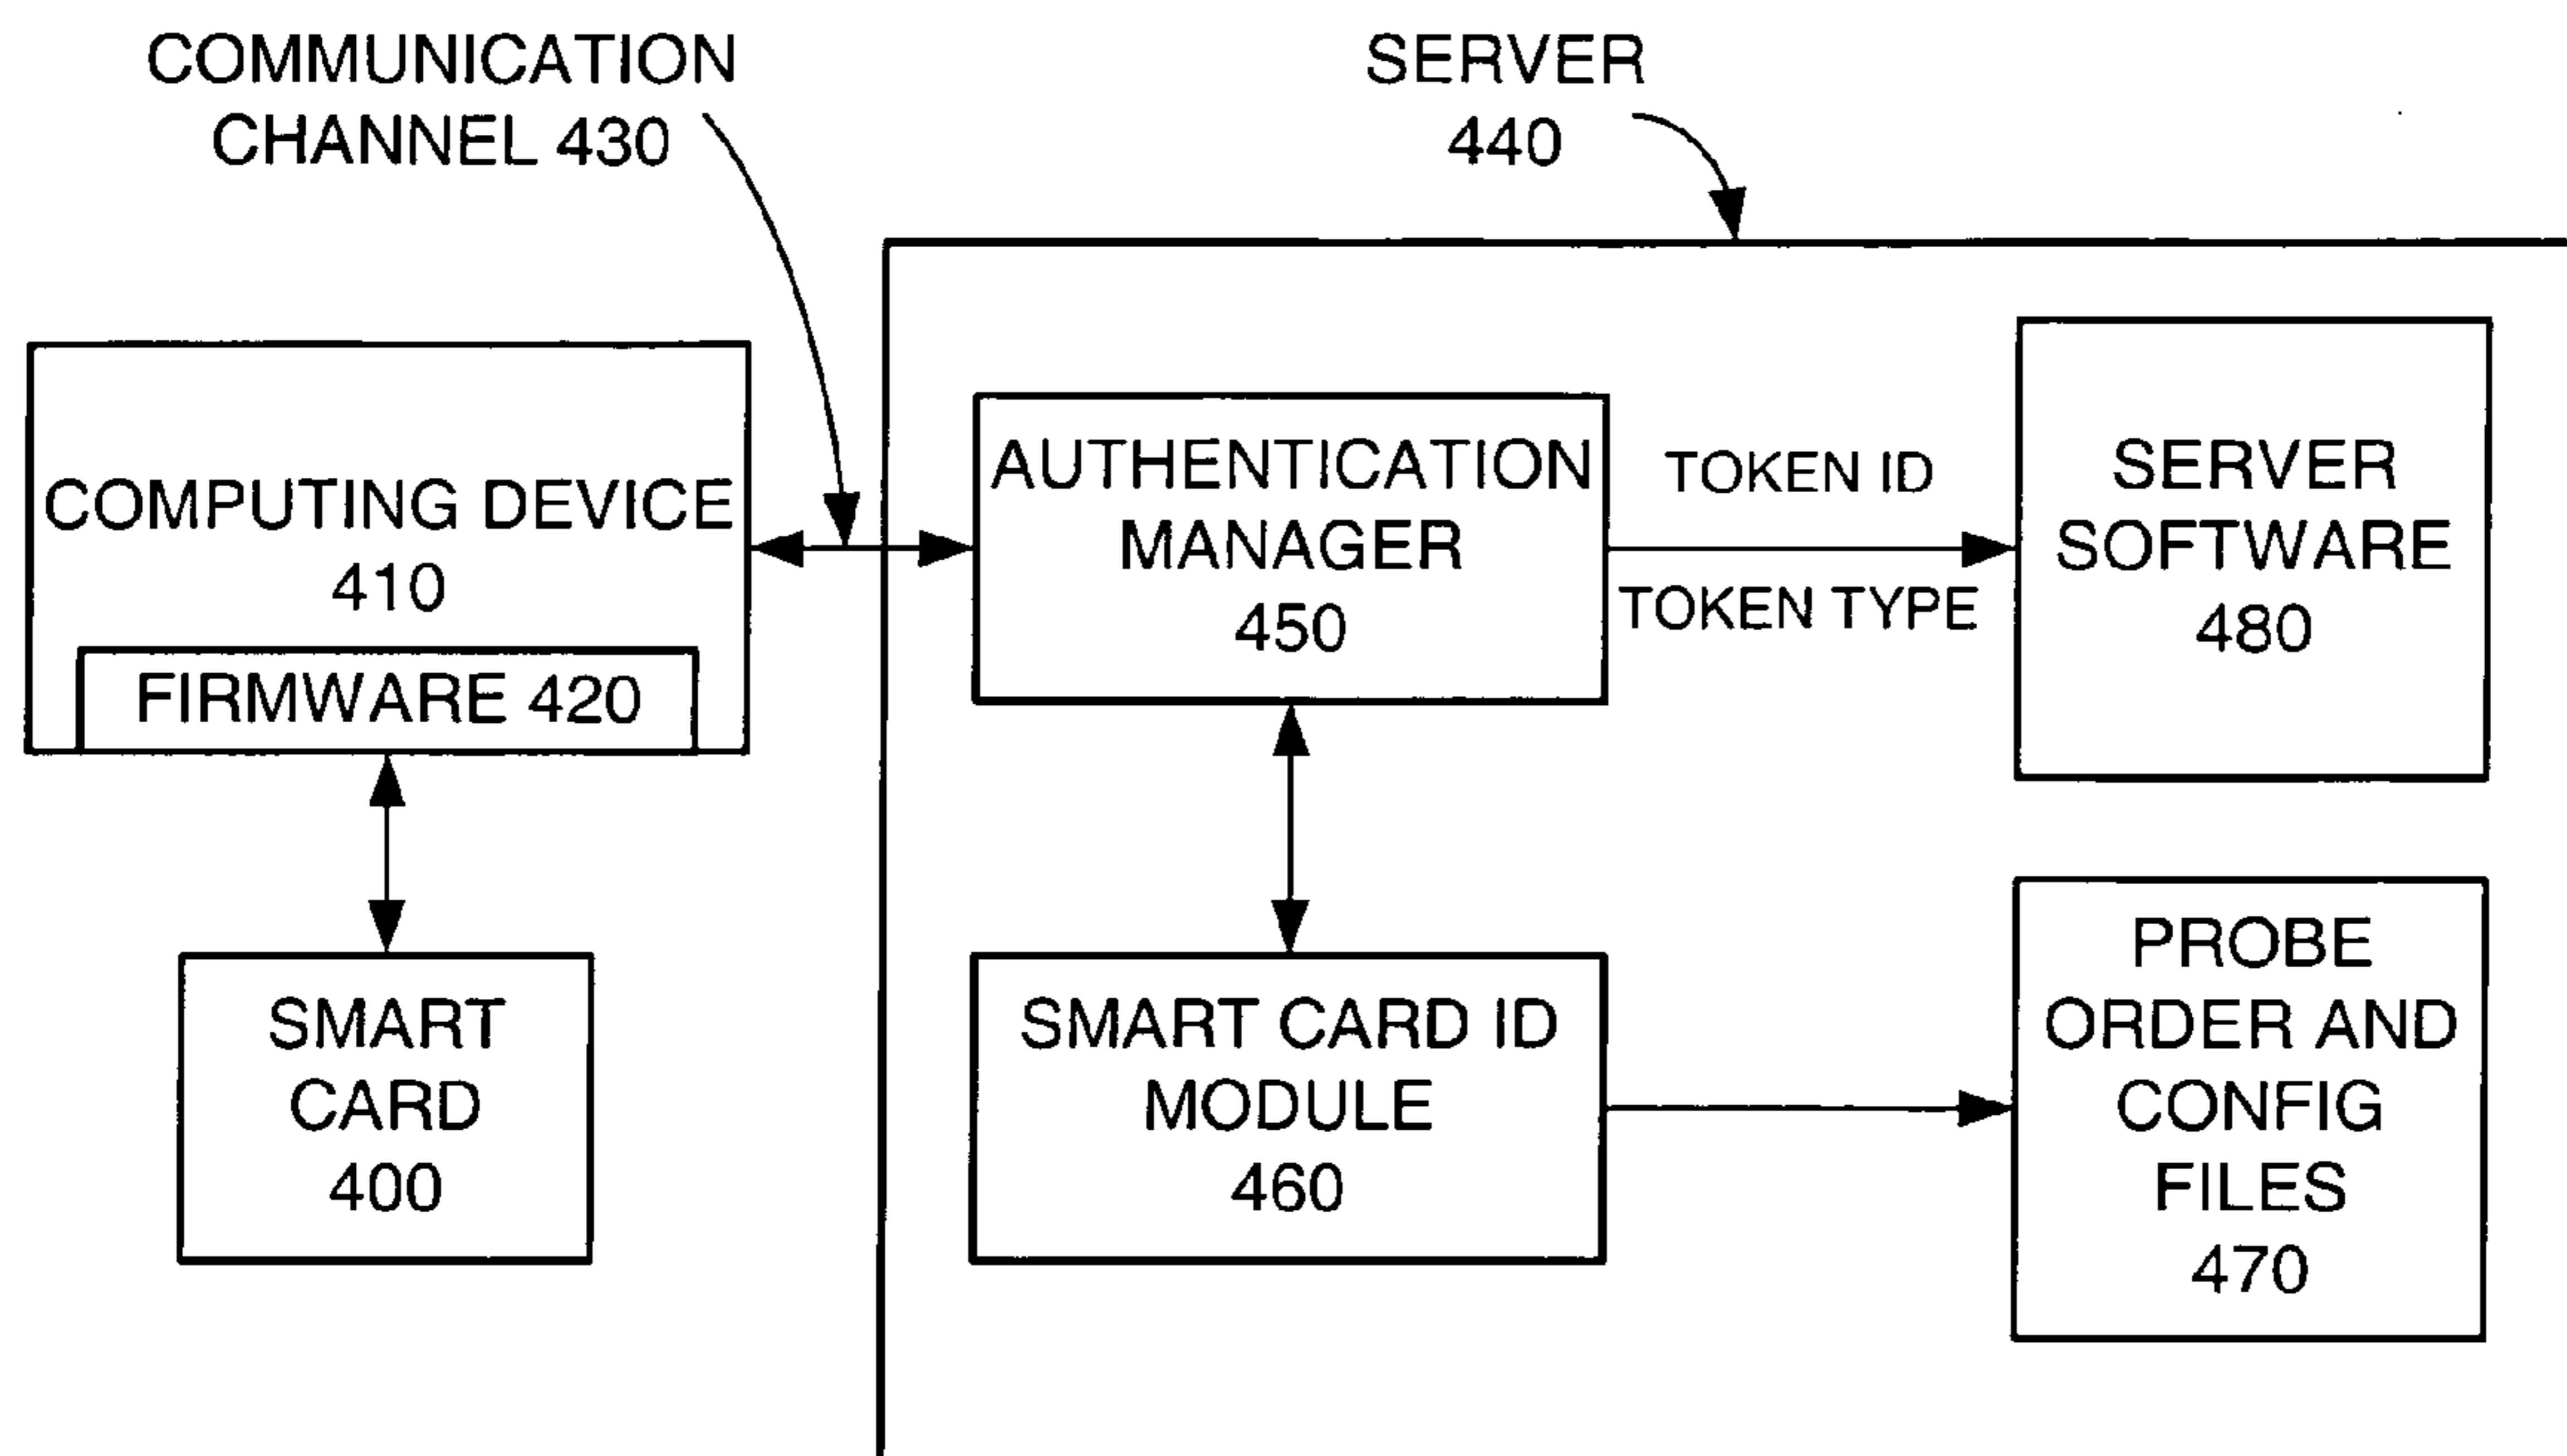 COMMUNICATION
CHANNEL 430
SERVER
440
COMPUTING DEVICE
410
FIRMWARE 420
SMART
CARD
400
AUTHENTICATION
MANAGER
450
TOKEN ID
TOKEN TYPE
SERVER
SOFTWARE
480
SMART CARD ID
MODULE
460
PROBE
ORDER AND
CONFIG
FILES
470